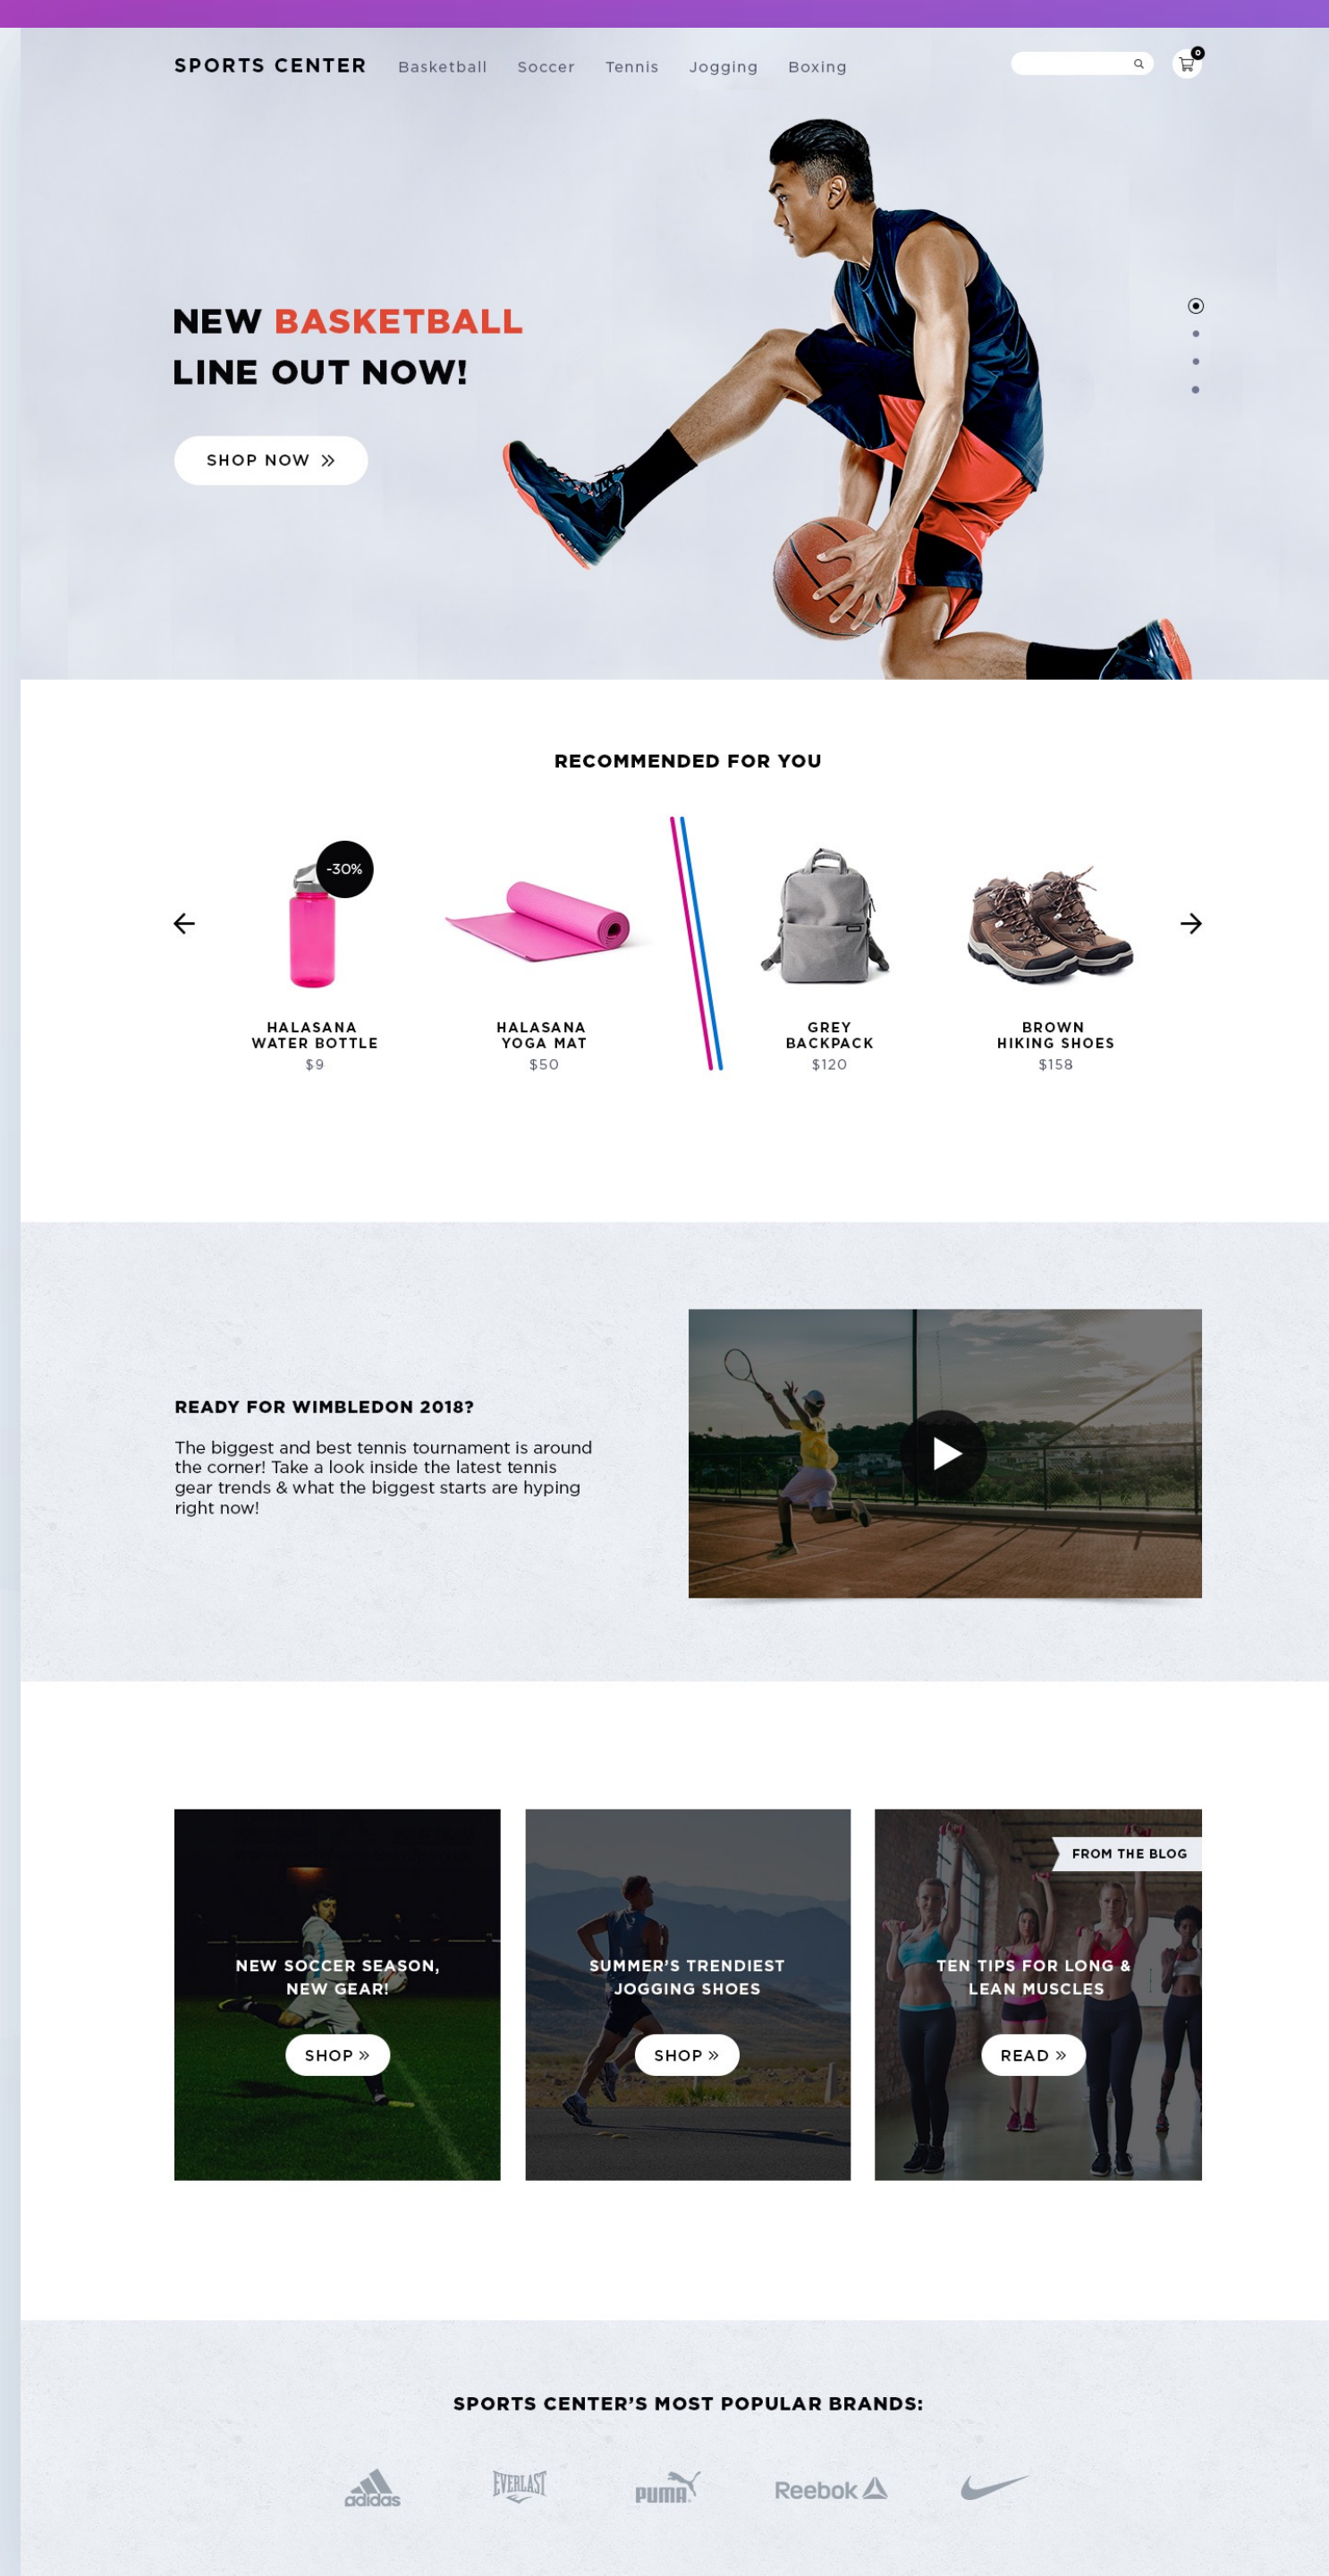 SPORTS CENTER Basketball Soccer Tennis Jogging Boxing
0
NEW BASKETBALL
LINE OUT NOW!
SHOP NOW »
RECOMMENDED FOR YOU
-30%
HALASANA
WATER BOTTLE
$9
HALASANA
YOGA MAT
$50
GREY
BACKPACK
$120
BROWN
HIKING SHOES
$158
READY FOR WIMBLEDON 2018?
The biggest and best tennis tournament is around
the corner! Take a look inside the latest tennis
gear trends & what the biggest starts are hyping
right now!
NEW SOCCER SEASON,
NEW GEAR!
SHOP »
SUMMER'S TRENDIEST
JOGGING SHOES
SHOP »
FROM THE BLOG
TEN TIPS FOR LONG &
LEAN MUSCLES
READ »
SPORTS CENTER'S MOST POPULAR BRANDS:
adidas
EVERLAST
PUMA
Reebok